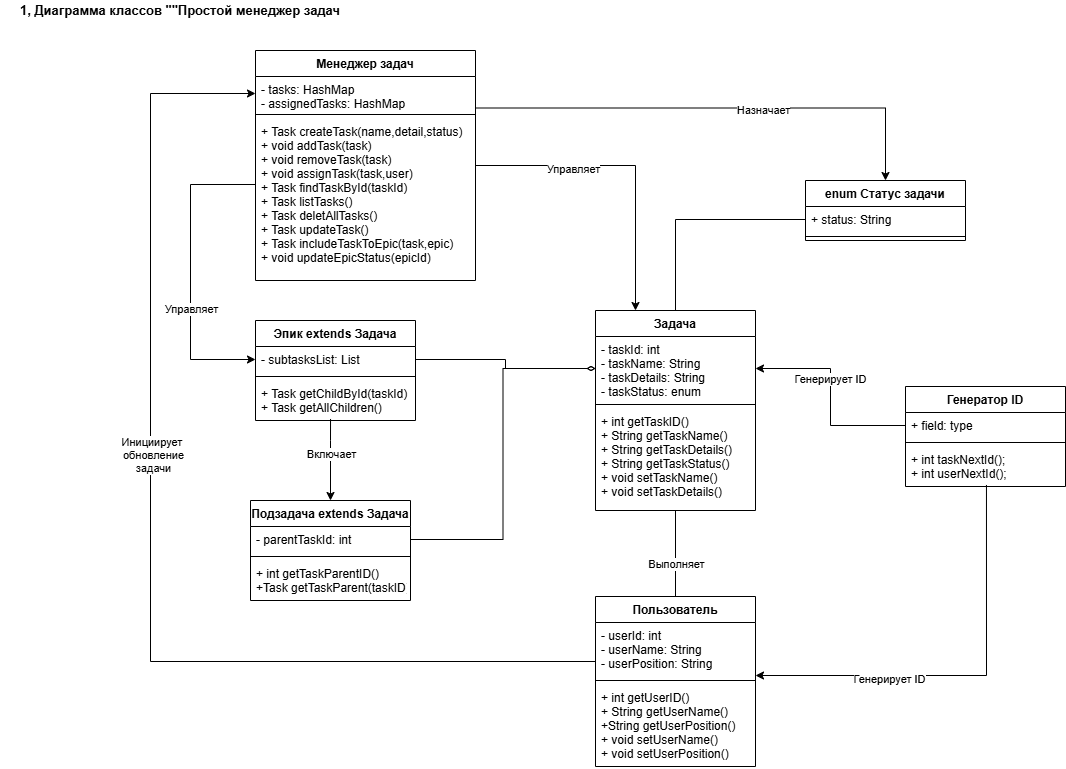 1, Диаграмма классов ""Простой менеджер задач
Менеджер задач
- tasks: HashMap
- assignedTasks: HashMap
+ Task createTask(name,detail,status)
+ void addTask(task)
+ void removeTask(task)
+ void assignTask(task,user)
+ Task findTaskById(taskId)
+ Task listTasks()
+ Task deletAllTasks()
+ Task updateTask()
+ Task includeTaskToEpic(task,epic)
+ void updateEpicStatus(epicId)
Назначает
Управляет
enum Статус задачи
+ status: String
Управляет
Эпик extends Задача
- subtasksList: List
+ Task getChildById(taskId)
+ Task getAllChildren()
Включает
Инициирует
обновление
задачи
Подзадача extends Задача
- parentTaskId: int
+ int getTaskParentID()
+Task getTaskParent(taskID
Задача
- taskId: int
- taskName: String
- taskDetails: String
- taskStatus: enum
+ int getTaskID()
+ String getTaskName()
+ String getTaskDetails()
+ String getTaskStatus()
+ void setTaskName()
+ void setTaskDetails()
Генерирует ID
Генератор ID
+ field: type
+ int taskNextId();
+ int userNextId();
Выполняет
Пользователь
- userId: int
- userName: String
- userPosition: String
+ int getUserID()
+ String getUserName()
+String getUserPosition()
+ void setUserName()
+ void setUserPosition()
Генерирует ID